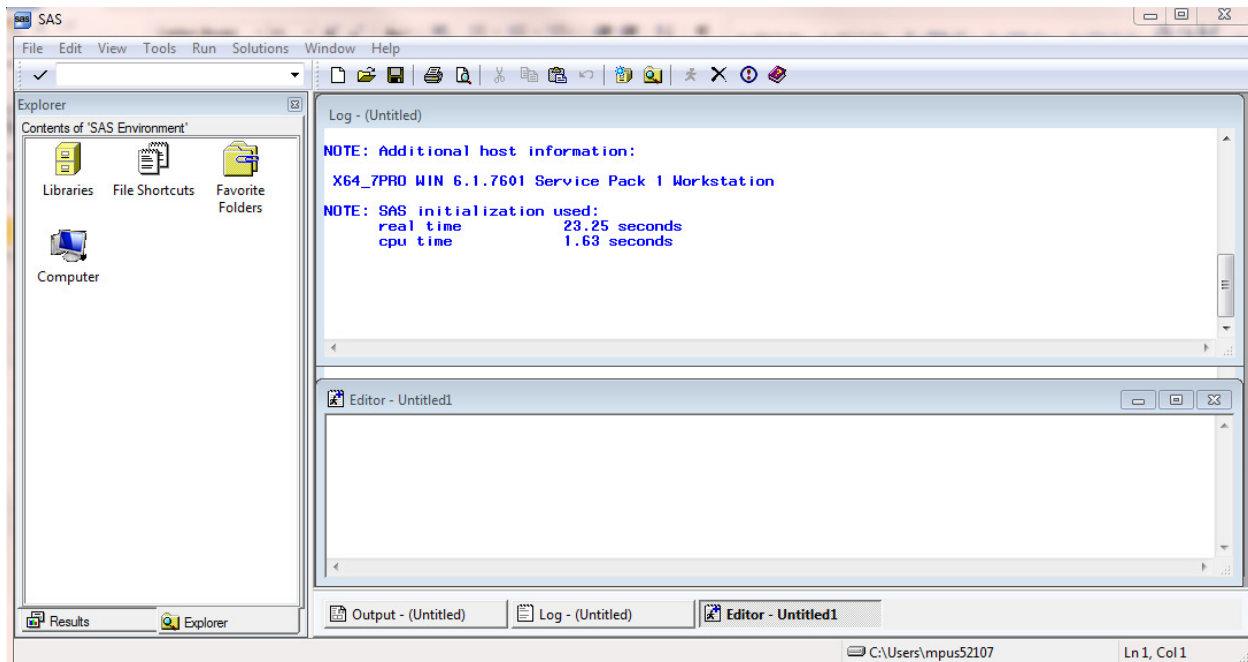 SAS
File Edit View Tools Run Solutions Window Help
Explorer
Contents of 'SAS Environment'
Libraries
File Shortcuts
Favorite Folders
Computer
Results
Explorer
Log - (Untitled)
NOTE: Additional host information:
X64_7PRO WIN 6.1.7601 Service Pack 1 Workstation
NOTE: SAS initialization used:
real time 23.25 seconds
cpu time 1.63 seconds
Editor - Untitled1
Output - (Untitled)
Log - (Untitled)
Editor - Untitled1
C:\Users\mpus52107
Ln 1, Col 1